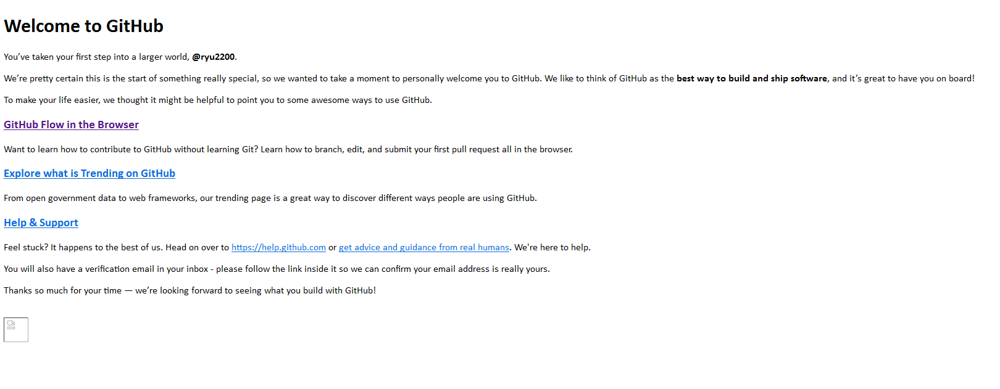 Welcome to GitHub
You’ve taken your first step into a larger world, @ryu2200.
We’re pretty certain this is the start of something really special, so we wanted to take a moment to personally welcome you to GitHub. We like to think of GitHub as the best way to build and ship software, and it’s great to have you on board!
To make your life easier, we thought it might be helpful to point you to some awesome ways to use GitHub.
GitHub Flow in the Browser
Want to learn how to contribute to GitHub without learning Git? Learn how to branch, edit, and submit your first pull request all in the browser.
Explore what is Trending on GitHub
From open government data to web frameworks, our trending page is a great way to discover different ways people are using GitHub.
Help & Support
Feel stuck? It happens to the best of us. Head on over to https://help.github.com or get advice and guidance from real humans. We're here to help.
You will also have a verification email in your inbox - please follow the link inside it so we can confirm your email address is really yours.
Thanks so much for your time — we’re looking forward to seeing what you build with GitHub!